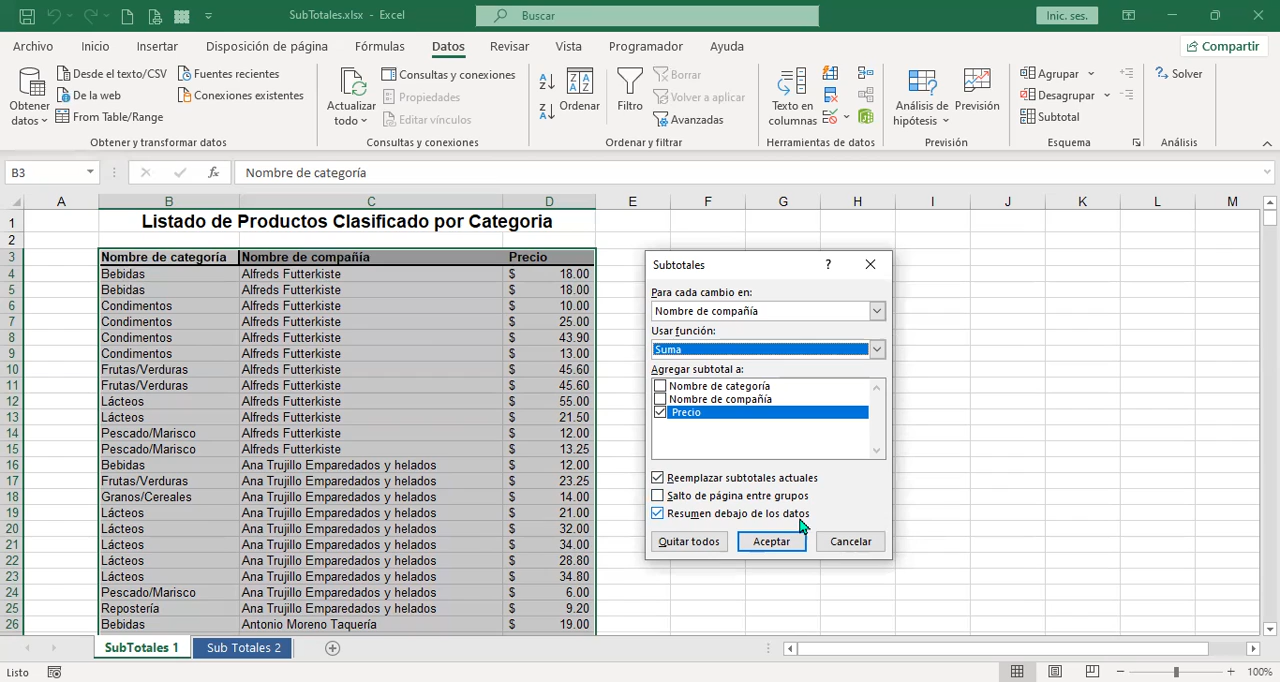 SubTotales.xlsx - Excel
Buscar
Inic. ses.
Archivo Inicio Insertar Disposición de página Fórmulas Datos Revisar Vista Programador Ayuda
Compartir
Obtener datos
Desde el texto/CSV
De la web
From Table/Range
Fuentes recientes
Conexiones existentes
Obtener y transformar datos
Actualizar todo
Consultas y conexiones
Propiedades
Editar vínculos
Consultas y conexiones
Ordenar
Filtro
Borrar
Volver a aplicar
Avanzadas
Ordenar y filtrar
Texto en columnas
Herramientas de datos
Análisis de hipótesis
Previsión
Previsión
Agrupar
Desagrupar
Subtotal
Esquema
Solver
Análisis
B3 fx Nombre de categoría
A B C D E F G H I J K L M
1 Listado de Productos Clasificado por Categoria
2
3 Nombre de categoría Nombre de compañía Precio
4 Bebidas Alfreds Futterkiste $ 18.00
5 Bebidas Alfreds Futterkiste $ 18.00
6 Condimentos Alfreds Futterkiste $ 10.00
7 Condimentos Alfreds Futterkiste $ 25.00
8 Condimentos Alfreds Futterkiste $ 43.90
9 Condimentos Alfreds Futterkiste $ 13.00
10 Frutas/Verduras Alfreds Futterkiste $ 45.60
11 Frutas/Verduras Alfreds Futterkiste $ 45.60
12 Lácteos Alfreds Futterkiste $ 55.00
13 Lácteos Alfreds Futterkiste $ 21.50
14 Pescado/Marisco Alfreds Futterkiste $ 12.00
15 Pescado/Marisco Alfreds Futterkiste $ 13.25
16 Bebidas Ana Trujillo Emparedados y helados $ 12.00
17 Frutas/Verduras Ana Trujillo Emparedados y helados $ 23.25
18 Granos/Cereales Ana Trujillo Emparedados y helados $ 14.00
19 Lácteos Ana Trujillo Emparedados y helados $ 21.00
20 Lácteos Ana Trujillo Emparedados y helados $ 32.00
21 Lácteos Ana Trujillo Emparedados y helados $ 34.00
22 Lácteos Ana Trujillo Emparedados y helados $ 28.80
23 Lácteos Ana Trujillo Emparedados y helados $ 34.80
24 Pescado/Marisco Ana Trujillo Emparedados y helados $ 6.00
25 Repostería Ana Trujillo Emparedados y helados $ 9.20
26 Bebidas Antonio Moreno Taquería $ 19.00
Subtotales ?
Para cada cambio en:
Nombre de compañía
Usar función:
Suma
Agregar subtotal a:
Nombre de categoría
Nombre de compañía
Precio
Reemplazar subtotales actuales
Salto de página entre grupos
Resumen debajo de los datos
Quitar todos Aceptar Cancelar
SubTotales 1 Sub Totales 2
Listo
100%